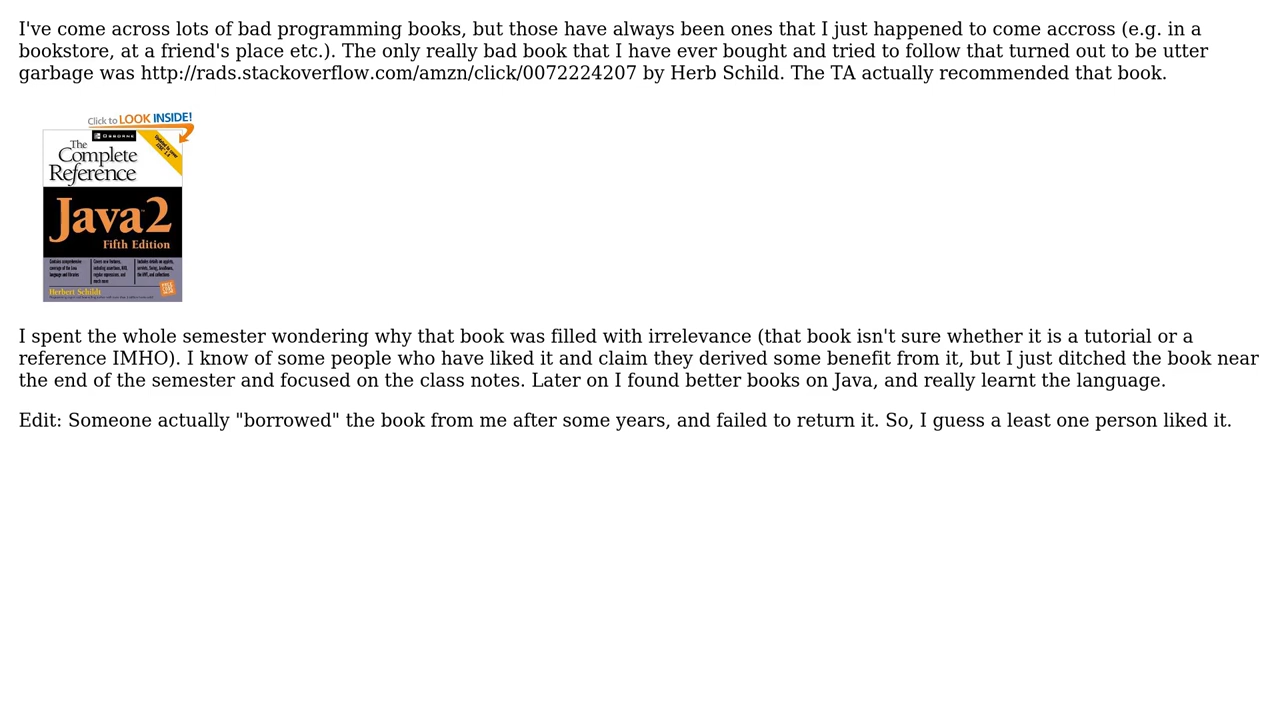 I've come across lots of bad programming books, but those have always been ones that I just happened to come accross (e.g. in a
bookstore, at a friend's place etc.). The only really bad book that I have ever bought and tried to follow that turned out to be utter
garbage was http://rads.stackoverflow.com/amzn/click/0072224207 by Herb Schild. The TA actually recommended that book.
Click to LOOK INSIDE!
OSBORNE
The
Complete
Reference
Java 2
Fifth Edition
Herbert Schildt
I spent the whole semester wondering why that book was filled with irrelevance (that book isn't sure whether it is a tutorial or a
reference IMHO). I know of some people who have liked it and claim they derived some benefit from it, but I just ditched the book near
the end of the semester and focused on the class notes. Later on I found better books on Java, and really learnt the language.
Edit: Someone actually "borrowed" the book from me after some years, and failed to return it. So, I guess a least one person liked it.